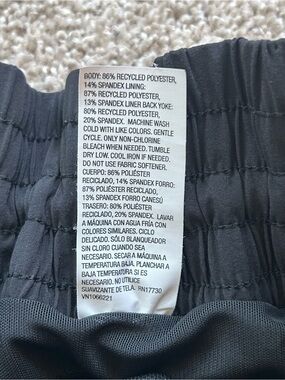 BODY: 86% RECYCLED POLYESTER,
14% SPANDEX LINING:
87% RECYCLED POLYESTER,
13% SPANDEX LINER BACK YOKE:
80% RECYCLED POLYESTER,
20% SPANDEX. MACHINE WASH
COLD WITH LIKE COLORS. GENTLE
CYCLE. ONLY NON-CHLORINE
BLEACH WHEN NEEDED. TUMBLE
DRY LOW. COOL IRON IF NEEDED.
DO NOT USE FABRIC SOFTENER.
CUERPO: 86% POLIÉSTER
RECICLADO, 14% SPANDEX FORRO:
87% POLIÉSTER RECICLADO,
13% SPANDEX FORRO CANESÚ
TRASERO: 80% POLIÉSTER
RECICLADO, 20% SPANDEX. LAVAR
A MÁQUINA CON AGUA FRÍA CON
COLORES SIMILARES. CICLO
DELICADO. SÓLO BLANQUEADOR
SIN CLORO CUANDO SEA
NECESARIO. SECAR A MÁQUINA A
TEMPERATURA BAJA. PLANCHAR A
BAJA TEMPERATURA SI ES
NECESARIO. NO UTILICE
SUAVIZANTE DE TELA. RN17730
VN1066221